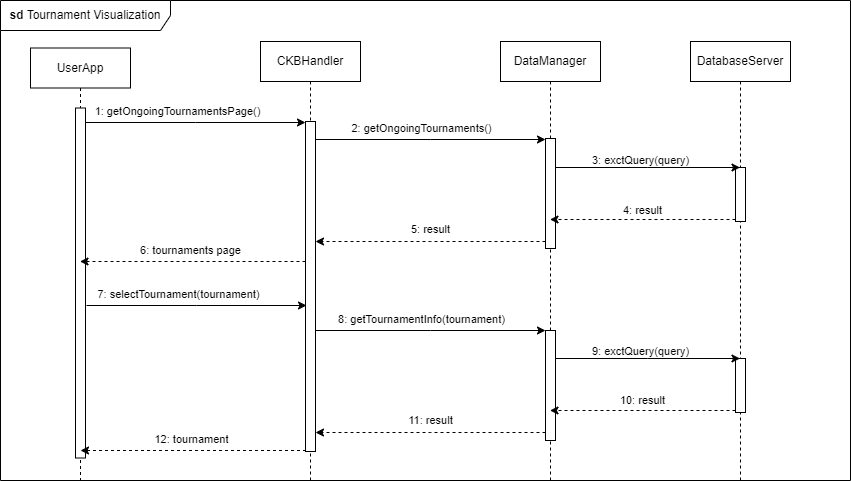 sd Tournament Visualization
UserApp
CKBHandler
DataManager
DatabaseServer
1: getOngoingTournamentsPage()
2: getOngoingTournaments()
3: exctQuery(query)
4: result
5: result
6: tournaments page
7: selectTournament(tournament)
8: getTournamentInfo(tournament)
9: exctQuery(query)
10: result
11: result
12: tournament